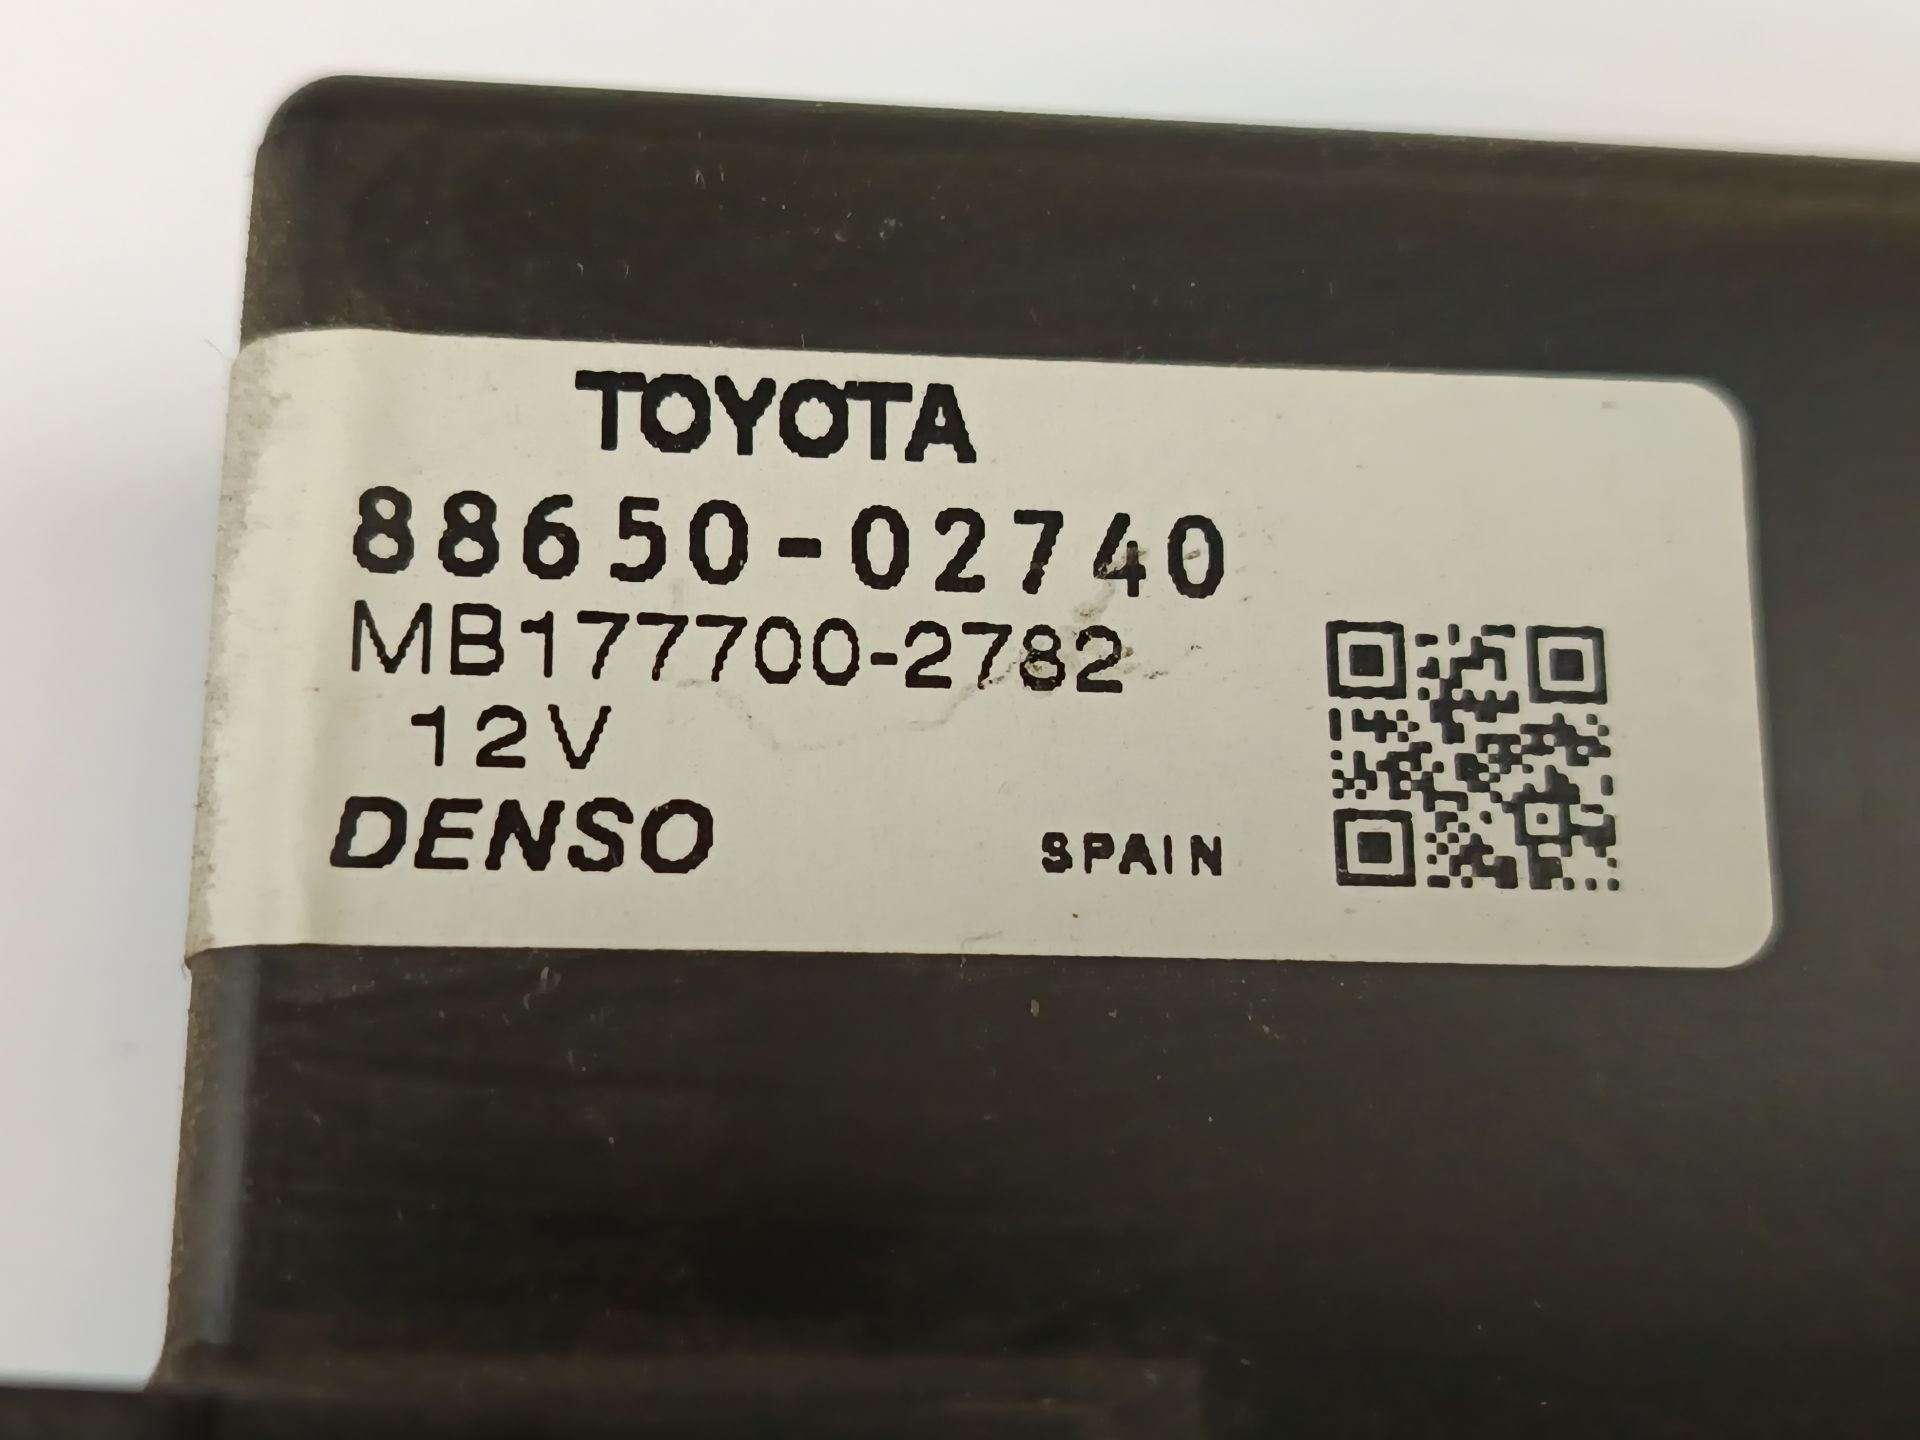 TOYOTA
88650-02740
MB177700-2782
12V
DENSO SPAIN